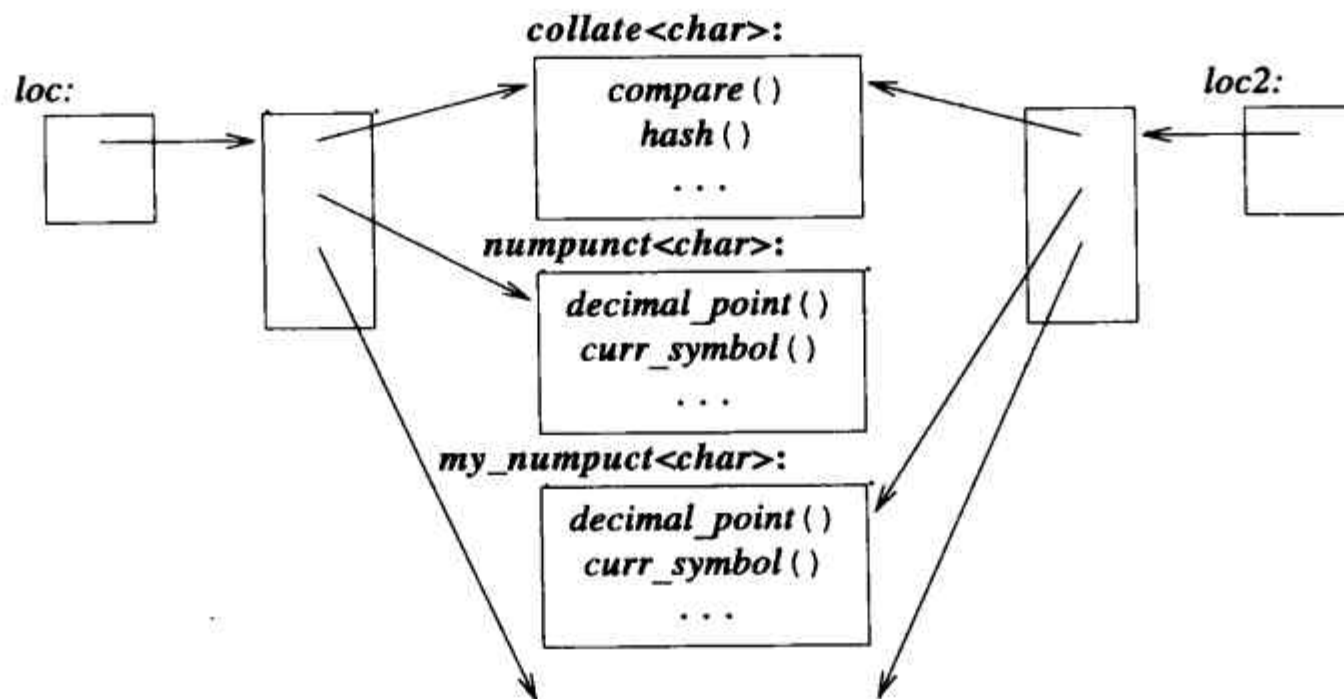 collate<char>:
loc:
compare()
loc2:
hash()
...
numpunct<char>:
decimal_point()
curr_symbol()
...
my_numpuct<char>:
decimal_point()
curr_symbol()
...